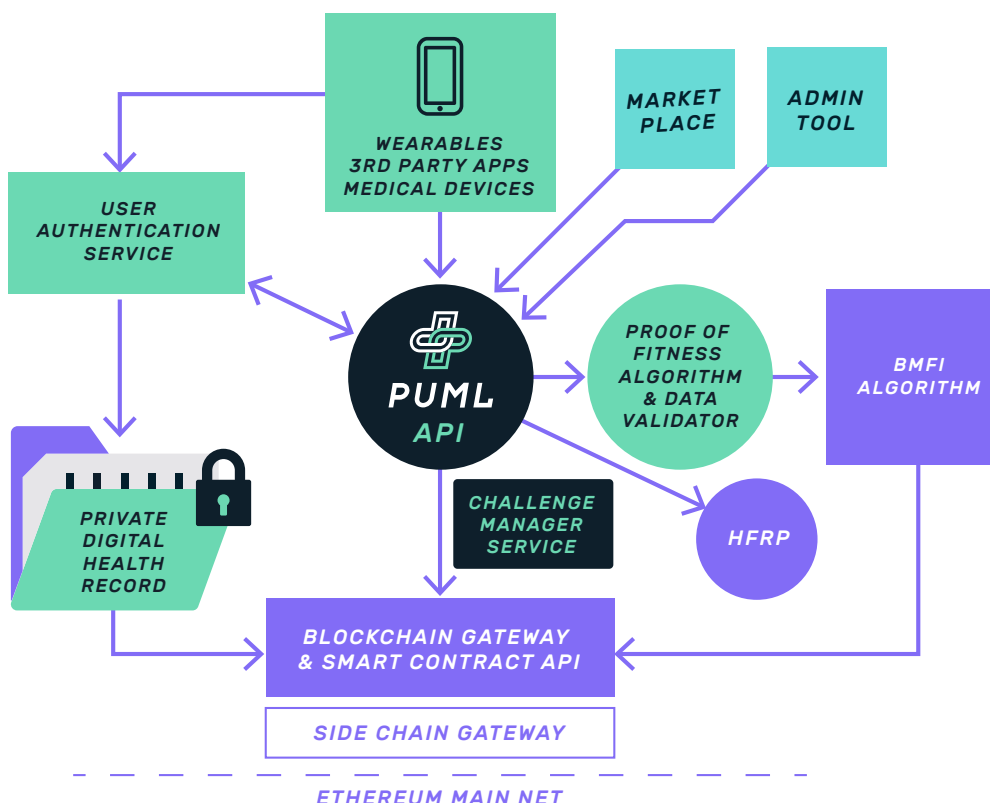 WEARABLES
3RD PARTY APPS
MEDICAL DEVICES
MARKET
PLACE
ADMIN
TOOL
USER
AUTHENTICATION
SERVICE
PUML
API
PROOF OF
FITNESS
ALGORITHM
& DATA
VALIDATOR
BMFI
ALGORITHM
PRIVATE
DIGITAL
HEALTH
RECORD
CHALLENGE
MANAGER
SERVICE
HFRP
BLOCKCHAIN GATEWAY
& SMART CONTRACT API
SIDE CHAIN GATEWAY
ETHEREUM MAIN NET